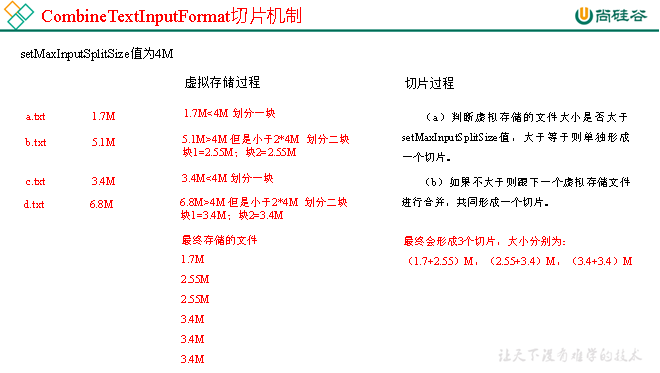 CombineTextInputFormat切片机制
尚硅谷
setMaxInputSplitSize值为4M
虚拟存储过程
切片过程
a.txt 1.7M 1.7M<4M 划分一块
b.txt 5.1M 5.1M>4M 但是小于2*4M 划分二块
块1=2.55M；块2=2.55M
c.txt 3.4M 3.4M<4M 划分一块
d.txt 6.8M 6.8M>4M 但是小于2*4M 划分二块
块1=3.4M；块2=3.4M
最终存储的文件
1.7M
2.55M
2.55M
3.4M
3.4M
3.4M
（a）判断虚拟存储的文件大小是否大于
setMaxInputSplitSize值，大于等于则单独形成
一个切片。
（b）如果不大于则跟下一个虚拟存储文件
进行合并，共同形成一个切片。
最终会形成3个切片，大小分别为：
（1.7+2.55）M，（2.55+3.4）M，（3.4+3.4）M
让天下没有难学的技术